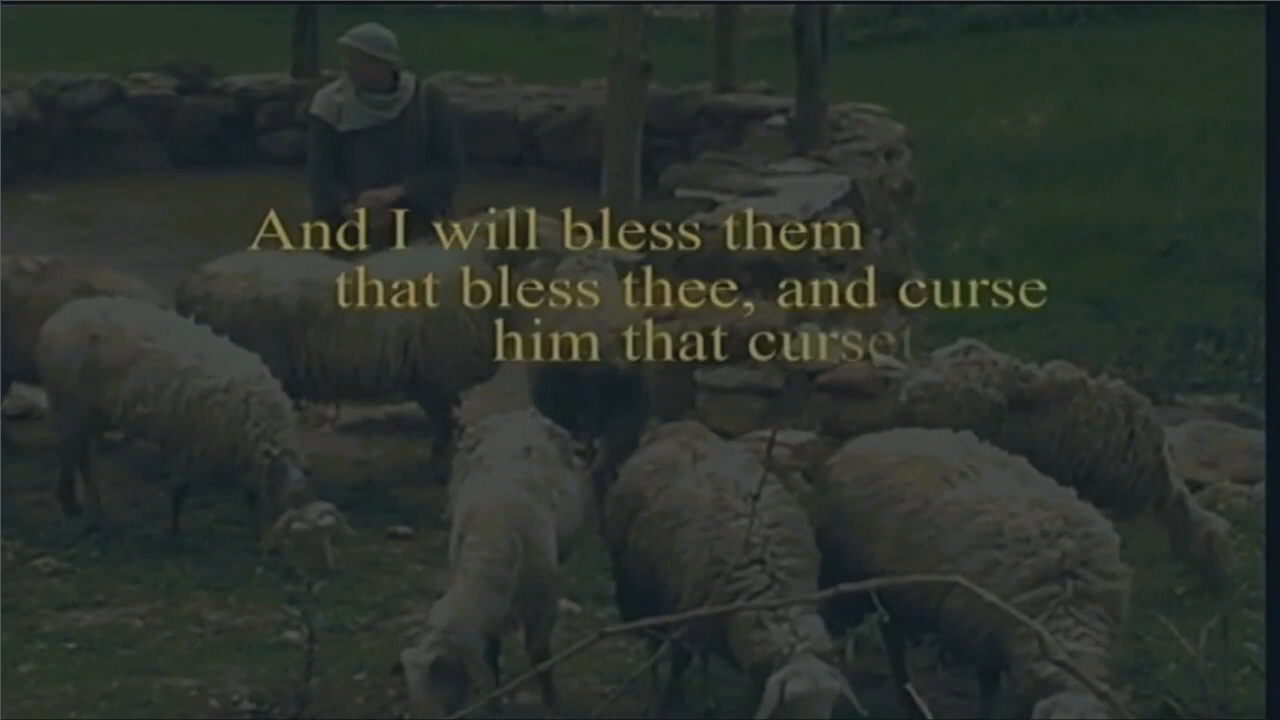 And I will bless them
that bless thee, and curse
him that curset